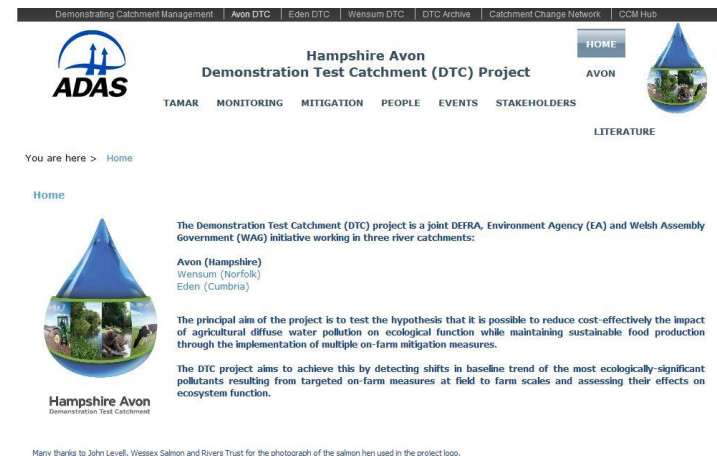 Demonstrating Catchment Management | Avon DTC | Eden DTC | Wensum DTC | DTC Archive | Catchment Change Network | CCM Hub
ADAS
Hampshire Avon
Demonstration Test Catchment (DTC) Project
HOME
AVON
TAMAR MONITORING MITIGATION PEOPLE EVENTS STAKEHOLDERS
LITERATURE
You are here > Home
Home
Hampshire Avon
Demonstration Test Catchment
The Demonstration Test Catchment (DTC) project is a joint DEFRA, Environment Agency (EA) and Welsh Assembly
Government (WAG) initiative working in three river catchments:
Avon (Hampshire)
Wensum (Norfolk)
Eden (Cumbria)
The principal aim of the project is to test the hypothesis that it is possible to reduce cost-effectively the impact
of agricultural diffuse water pollution on ecological function while maintaining sustainable food production
through the implementation of multiple on-farm mitigation measures.
The DTC project aims to achieve this by detecting shifts in baseline trend of the most ecologically-significant
pollutants resulting from targeted on-farm measures at field to farm scales and assessing their effects on
ecosystem function.
Many thanks to John Levell, Wessex Salmon and Rivers Trust for the photograph of the salmon hen used in the project logo.